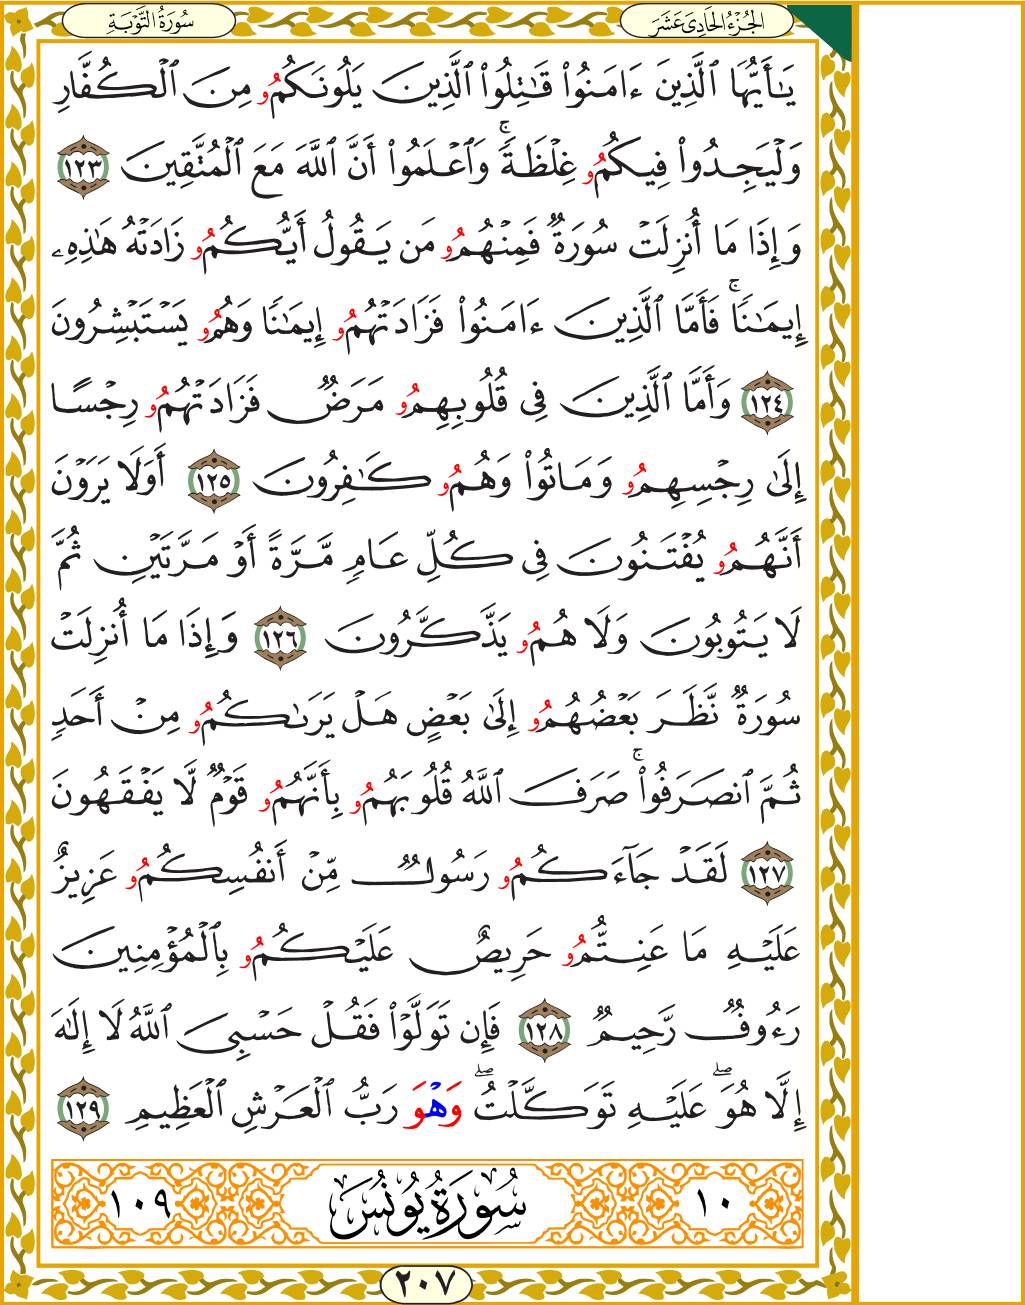 الجُزْءُ الحَادِىَ عَشَرَ
سُورَةُ التَّوْبَةِ
يَٰأَيُّهَا ٱلَّذِينَ ءَامَنُوا۟ قَٰتِلُوا۟ ٱلَّذِينَ يَلُونَكُمُۥ مِنَ ٱلْكُفَّارِ
وَلْيَجِدُوا۟ فِيكُمُۥ غِلْظَةًۚ وَٱعْلَمُوا۟ أَنَّ ٱللَّهَ مَعَ ٱلْمُتَّقِينَ ١٢٣
وَإِذَا مَا أُنزِلَتْ سُورَةٌ فَمِنْهُمُۥ مَن يَقُولُ أَيُّكُمُۥ زَادَتْهُ هَٰذِهِۦ
إِيمَٰنًاۚ فَأَمَّا ٱلَّذِينَ ءَامَنُوا۟ فَزَادَتْهُمُۥ إِيمَٰنًا وَهُمُۥ يَسْتَبْشِرُونَ
١٢٤ وَأَمَّا ٱلَّذِينَ فِى قُلُوبِهِمُۥ مَرَضٌ فَزَادَتْهُمُۥ رِجْسًا
إِلَىٰ رِجْسِهِمُۥ وَمَاتُوا۟ وَهُمُۥ كَٰفِرُونَ ١٢٥ أَوَلَا يَرَوْنَ
أَنَّهُمُۥ يُفْتَنُونَ فِى كُلِّ عَامٍ مَّرَّةً أَوْ مَرَّتَيْنِ ثُمَّ
لَا يَتُوبُونَ وَلَا هُمُۥ يَذَّكَّرُونَ ١٢٦ وَإِذَا مَا أُنزِلَتْ
سُورَةٌ نَّظَرَ بَعْضُهُمُۥ إِلَىٰ بَعْضٍ هَلْ يَرَىٰكُمُۥ مِنْ أَحَدٍ
ثُمَّ ٱنصَرَفُوا۟ۚ صَرَفَ ٱللَّهُ قُلُوبَهُمُۥ بِأَنَّهُمُۥ قَوْمٌ لَّا يَفْقَهُونَ
١٢٧ لَقَدْ جَآءَكُمُۥ رَسُولٌ مِّنْ أَنفُسِكُمُۥ عَزِيزٌ
عَلَيْهِ مَا عَنِتُّمُۥ حَرِيصٌ عَلَيْكُمُۥ بِٱلْمُؤْمِنِينَ
رَءُوفٌ رَّحِيمٌ ١٢٨ فَإِن تَوَلَّوْا۟ فَقُلْ حَسْبِىَ ٱللَّهُ لَا إِلَٰهَ
إِلَّا هُوَۖ عَلَيْهِ تَوَكَّلْتُۖ وَهْوَ رَبُّ ٱلْعَرْشِ ٱلْعَظِيمِ ١٢٩
١٠ سُورَةُ يُونُسَ ١٠٩
٢٠٧